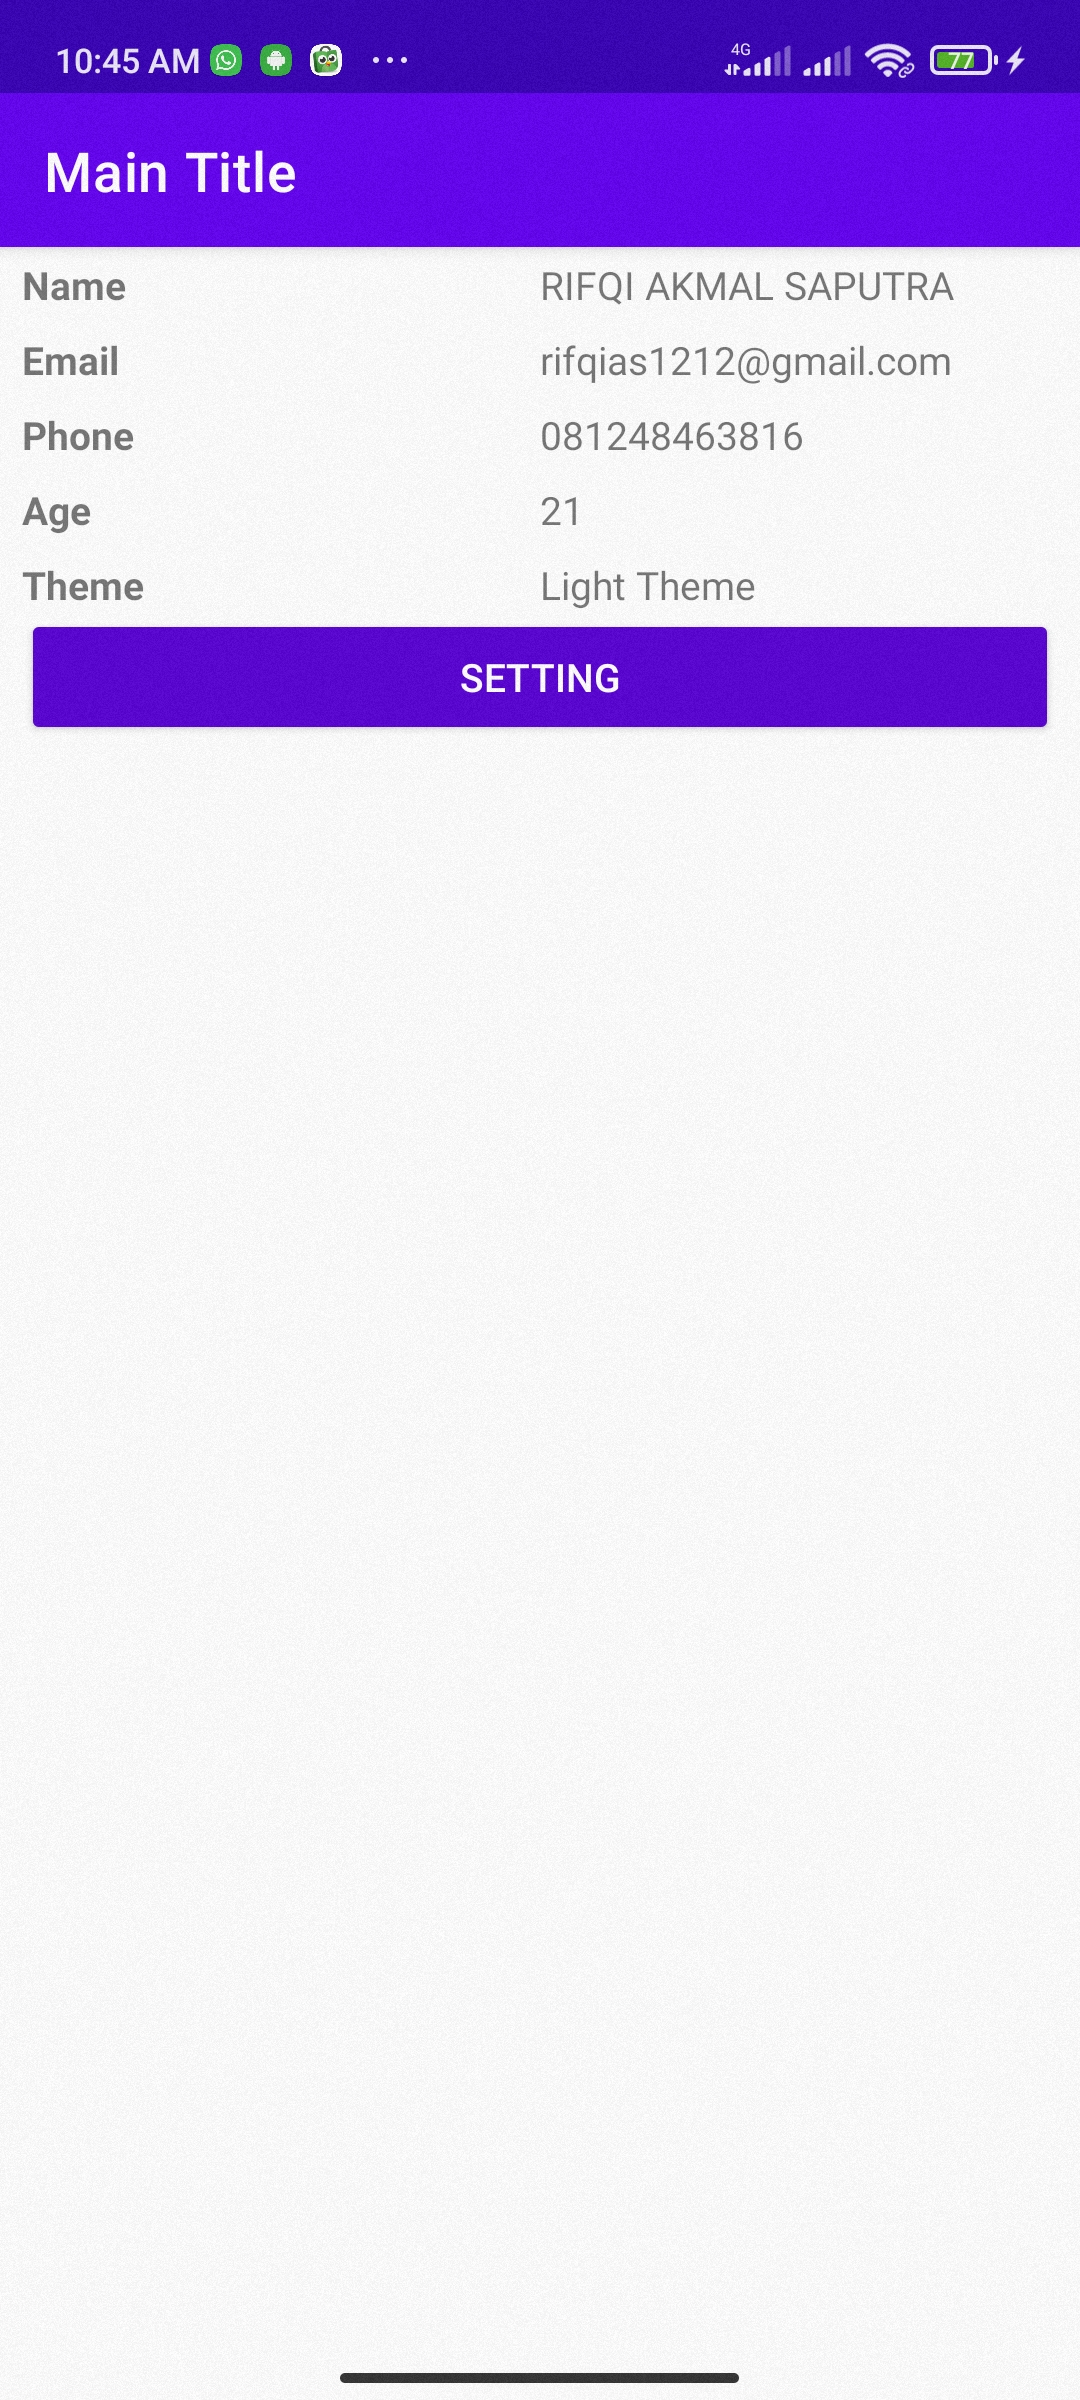 10:45 AM 4G 77
Main Title
Name RIFQI AKMAL SAPUTRA
Email rifqias1212@gmail.com
Phone 081248463816
Age 21
Theme Light Theme
SETTING